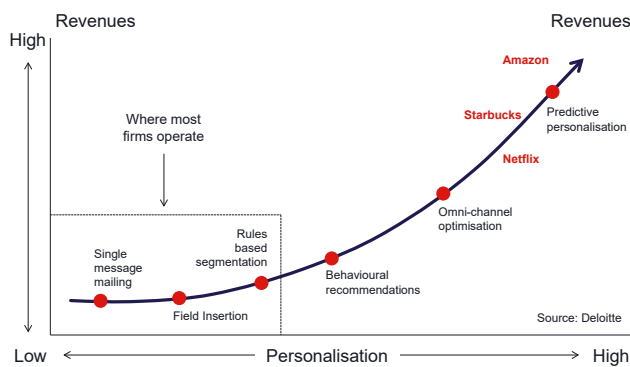 Revenues
Revenues
High
Amazon
Starbucks
Predictive
personalisation
Where most
firms operate
Netflix
Omni-channel
optimisation
Rules
based
segmentation
Single
message
mailing
Behavioural
recommendations
Field Insertion
Source: Deloitte
Low
Personalisation
High